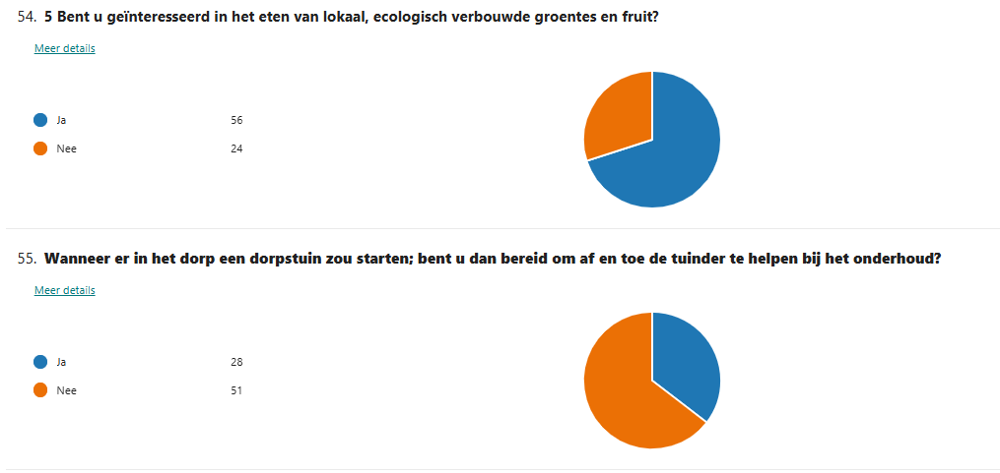 54. 5 Bent u geïnteresseerd in het eten van lokaal, ecologisch verbouwde groentes en fruit?
Meer details
Ja 56
Nee 24
55. Wanneer er in het dorp een dorpstuin zou starten; bent u dan bereid om af en toe de tuinder te helpen bij het onderhoud?
Meer details
Ja 28
Nee 51